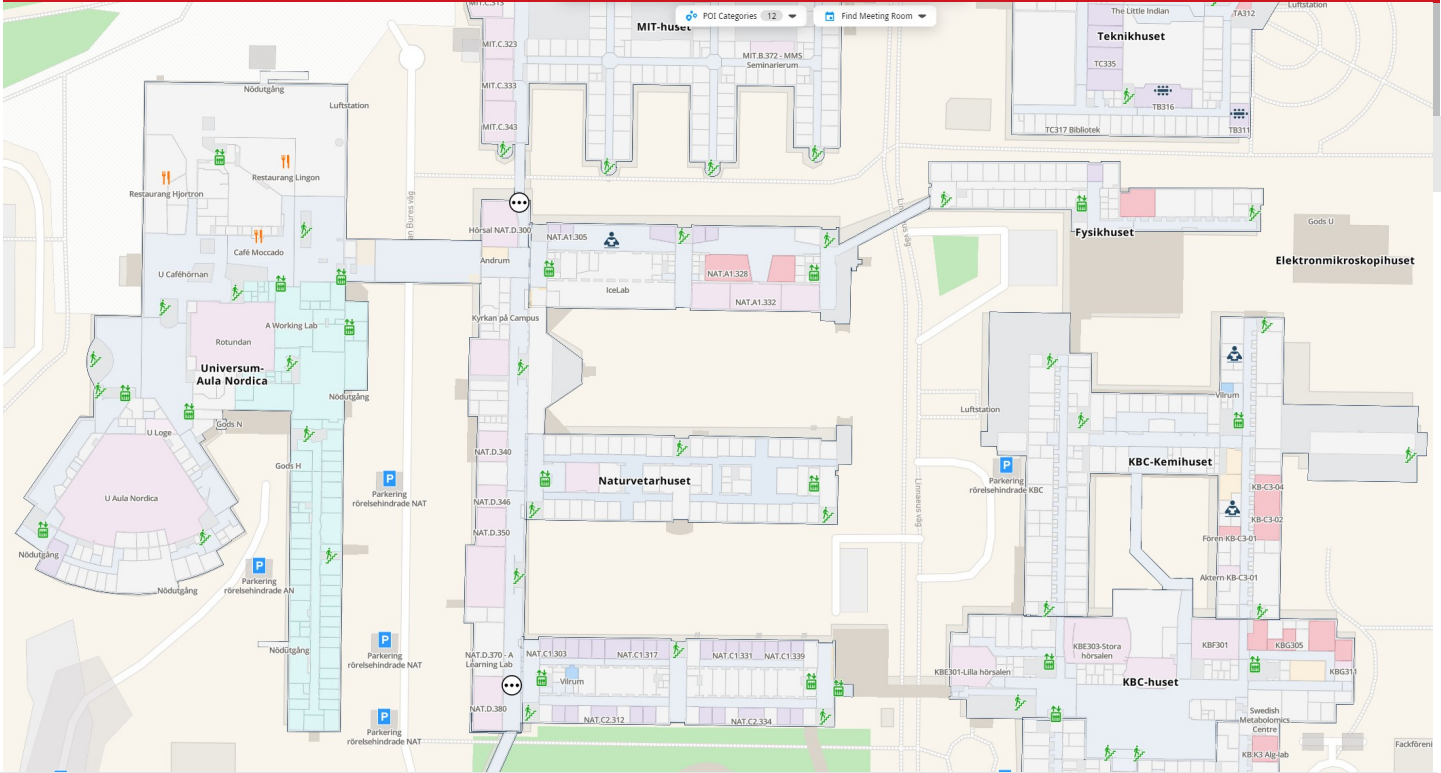 POI Categories 12
Find Meeting Room
MIT-huset
MIT.C.323
MIT.C.333
MIT.C.343
MIT.B.372 - MMS
Seminarierum
The Little Indian
TA312
Luftstation
Teknikhuset
TC335
TB316
TB311
TC317 Bibliotek
Nödutgång
Luftstation
Restaurang Lingon
Restaurang Hjortron
Café Moccado
U Caféhörnan
A Working Lab
Rotundan
Universum-
Aula Nordica
Nödutgång
Gods N
U Loge
Gods H
U Aula Nordica
Nödutgång
Nödutgång
Parkering
rörelsehindrade AN
Nödutgång
Parkering
rörelsehindrade NAT
Parkering
rörelsehindrade NAT
Parkering
rörelsehindrade NAT
an Bures väg
Hörsal NAT.D.300
Andrum
NAT.A1.305
IceLab
NAT.A1.328
NAT.A1.332
Kyrkan på Campus
NAT.D.340
NAT.D.346
NAT.D.350
Naturvetarhuset
NAT.D.370 - A
Learning Lab
NAT.D.380
NAT.C1.303
NAT.C1.317
NAT.C1.331
NAT.C1.339
Vilrum
NAT.C2.312
NAT.C2.334
Linnaeus väg
Fysikhuset
Gods U
Elektronmikroskopihuset
Luftstation
Vilrum
KBC-Kemihuset
Parkering
rörelsehindrade KBC
KB-C3-04
KB-C3-02
Fören KB-C3-01
Aktern KB-C3-01
KBE303-Stora
hörsalen
KBF301
KBG305
KBG311
KBE301-Lilla hörsalen
KBC-huset
Swedish
Metabolomics
Centre
KB.K3 Alg-lab
Fackföreni